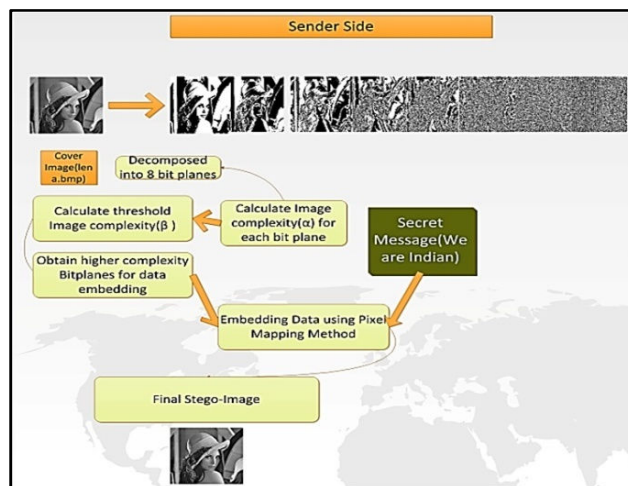 Sender Side
Cover
Image(len
a.bmp)
Decomposed
into 8 bit planes
Calculate threshold
Image complexity(β )
Calculate Image
complexity(α) for
each bit plane
Secret
Message(We
are Indian)
Obtain higher complexity
Bitplanes for data
embedding
Embedding Data using Pixel
Mapping Method
Final Stego-Image